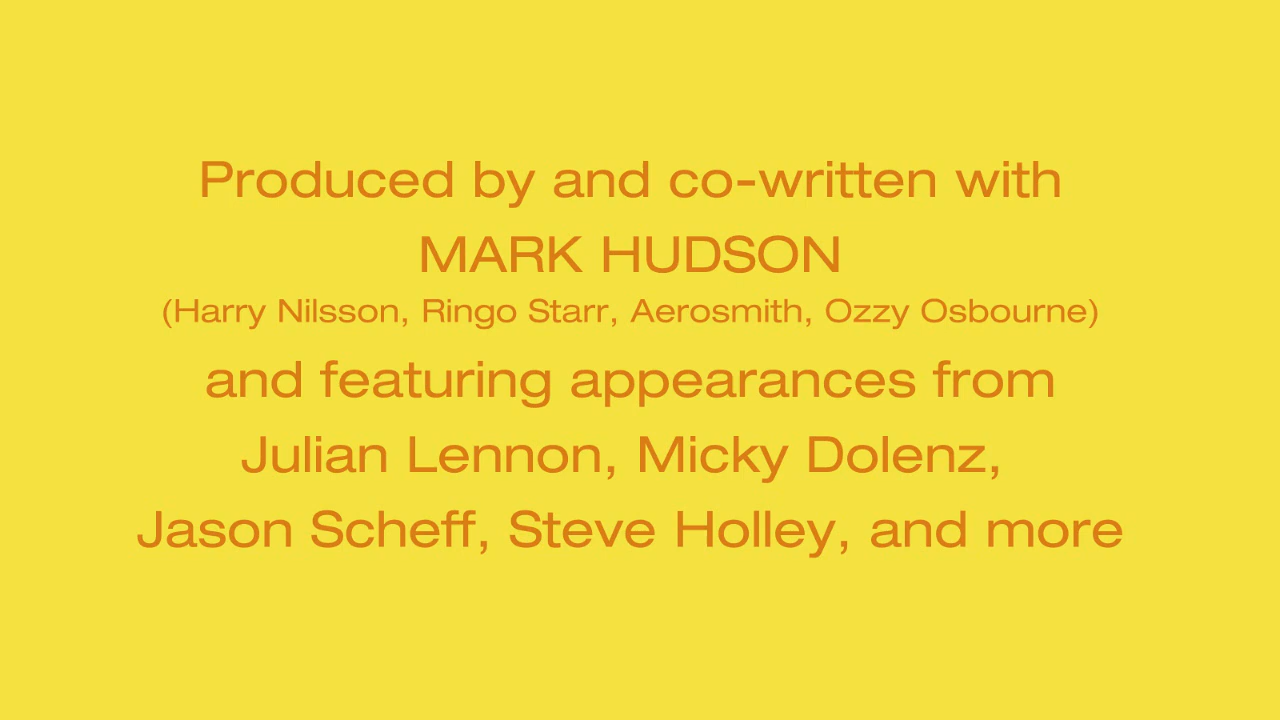 Produced by and co-written with
MARK HUDSON
(Harry Nilsson, Ringo Starr, Aerosmith, Ozzy Osbourne)
and featuring appearances from
Julian Lennon, Micky Dolenz,
Jason Scheff, Steve Holley, and more